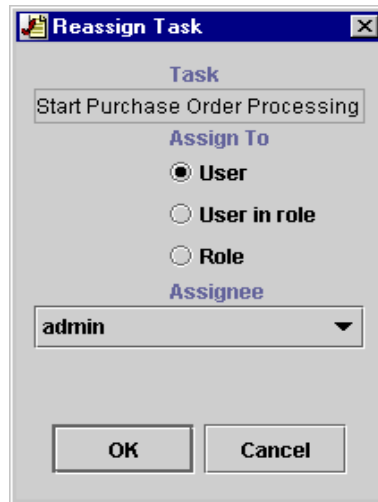 Reassign Task
Task
Start Purchase Order Processing
Assign To
User
User in role
Role
Assignee
admin
OK Cancel